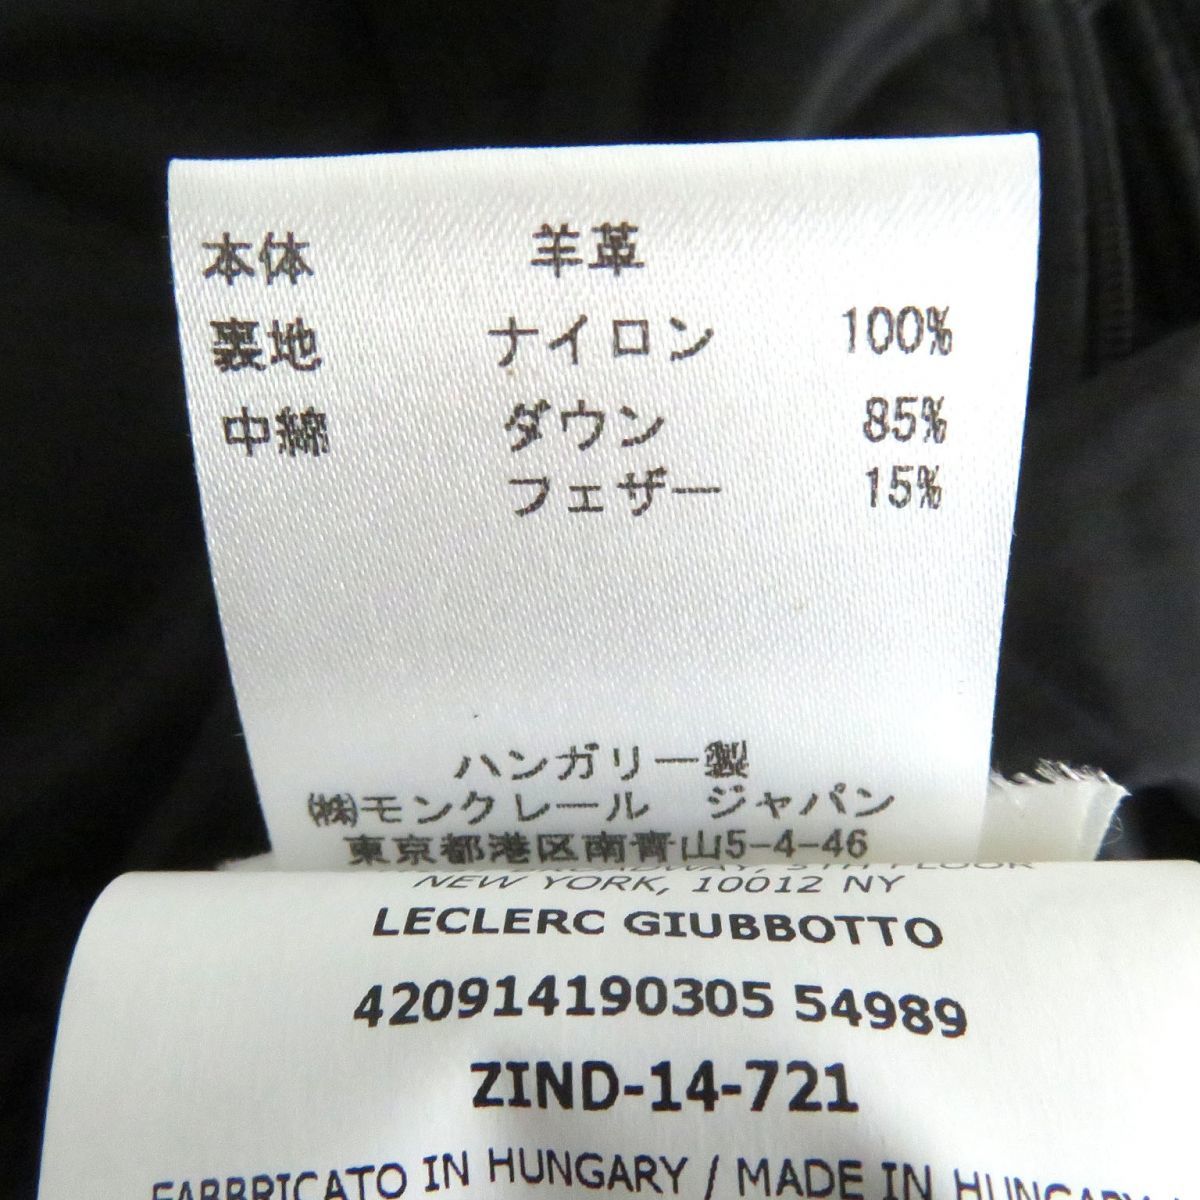 本体 羊革
裏地 ナイロン 100%
中綿 ダウン 85%
フェザー 15%
ハンガリー製
㈱モンクレール ジャパン
東京都港区南青山5-4-46
BROADWAY, 5TH FLOOR
NEW YORK, 10012 NY
LECLERC GIUBBOTTO
420914190305 54989
ZIND-14-721
FABBRICATO IN HUNGARY / MADE IN HUNGARY